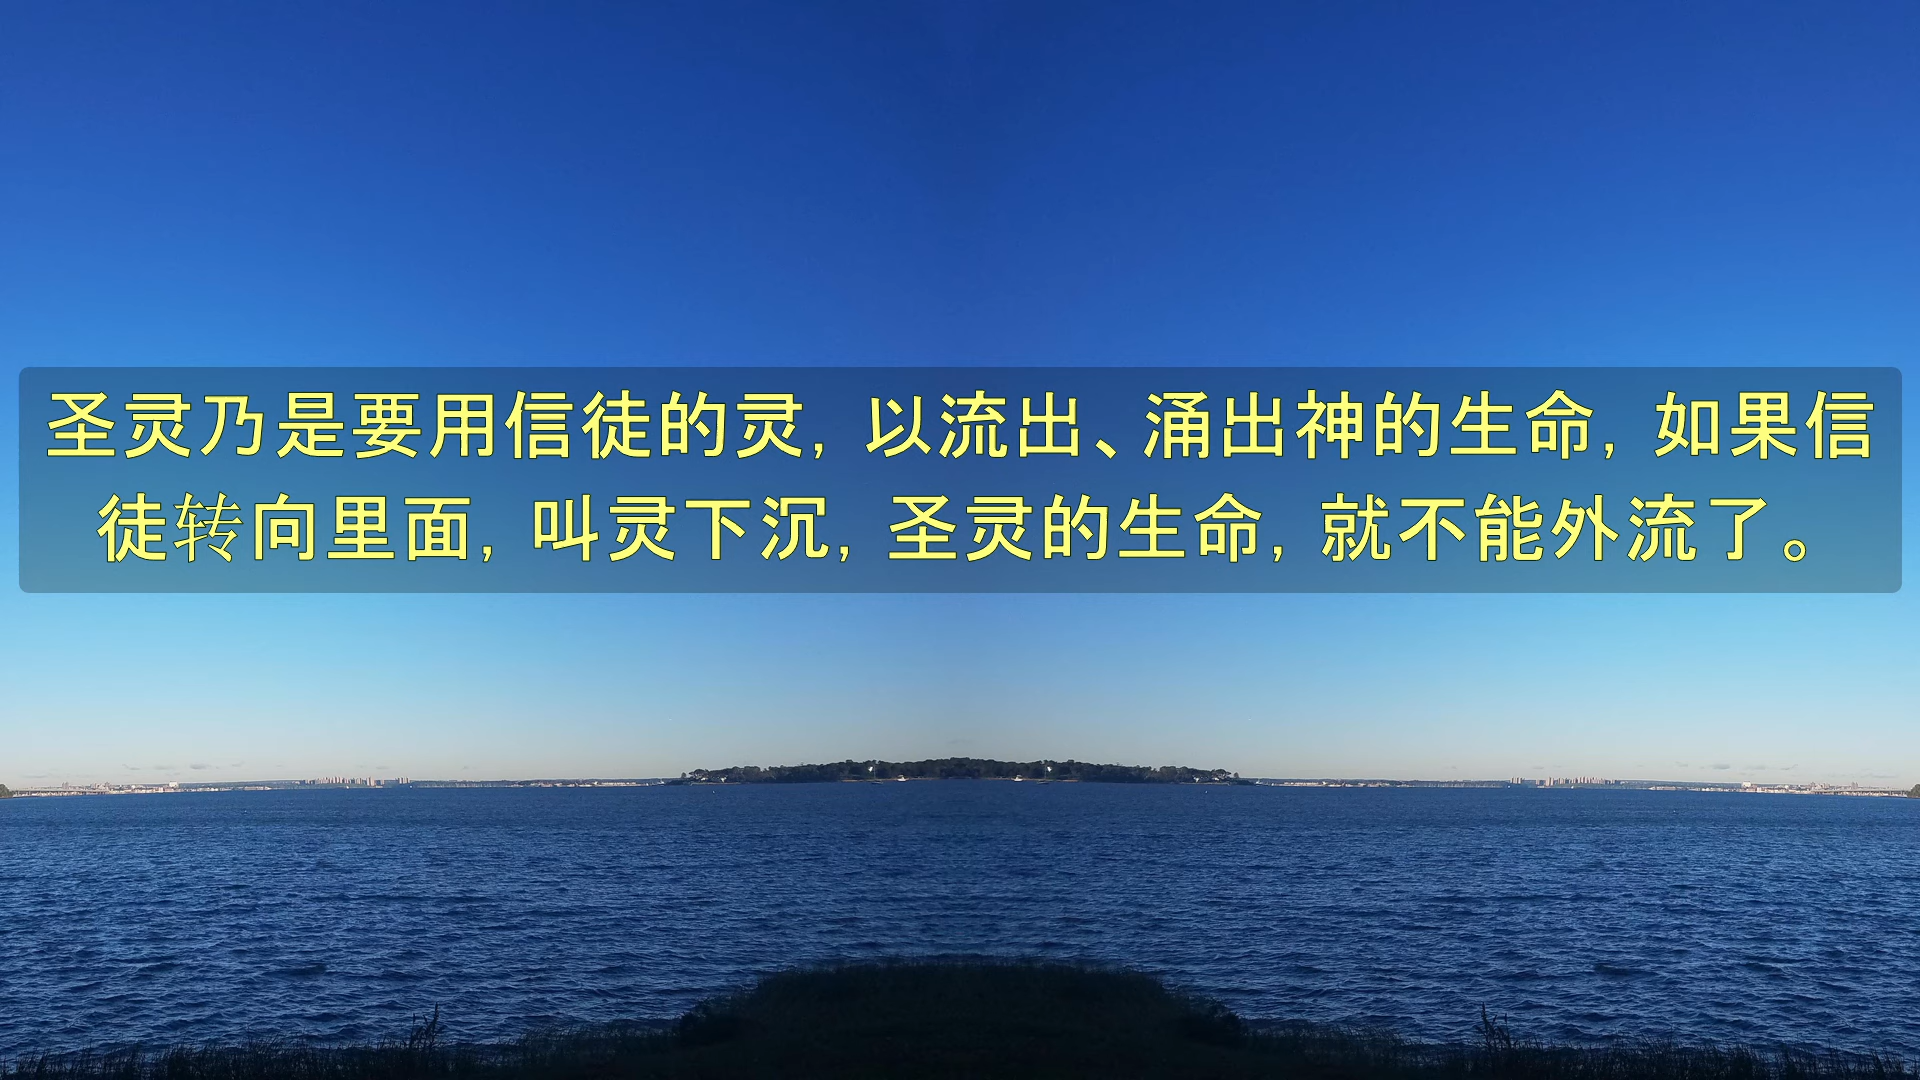 圣灵乃是要用信徒的灵，以流出、涌出神的生命，如果信
徒转向里面，叫灵下沉，圣灵的生命，就不能外流了。